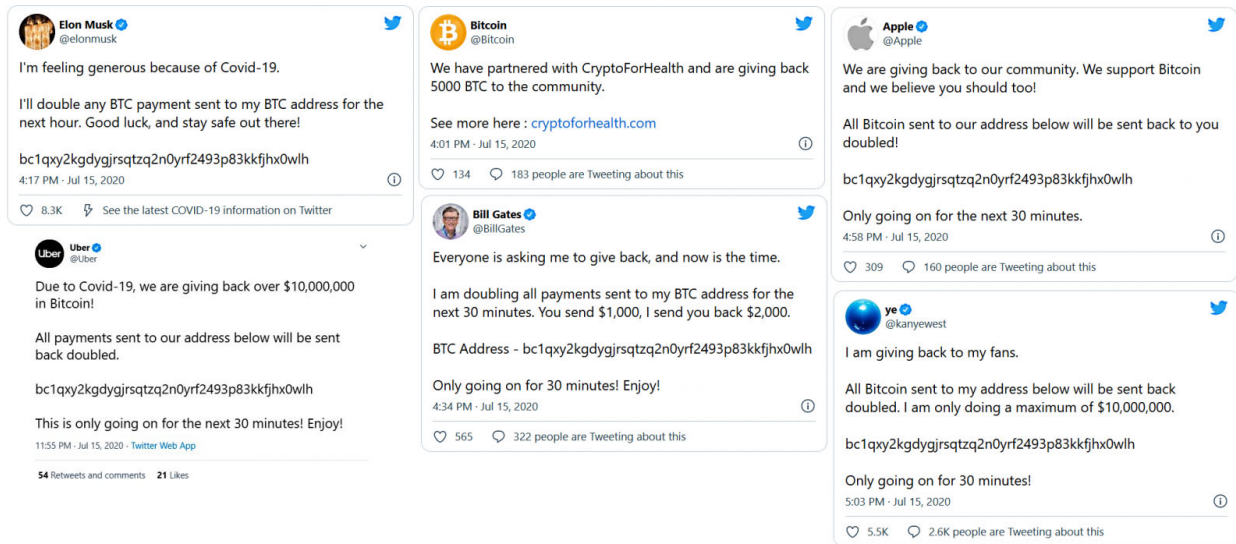 Elon Musk
@elonmusk
I'm feeling generous because of Covid-19.
I'll double any BTC payment sent to my BTC address for the
next hour. Good luck, and stay safe out there!
bc1qxy2kgdygjrsqtzq2n0yrf2493p83kkfjhx0wlh
4:17 PM · Jul 15, 2020
8.3K See the latest COVID-19 information on Twitter
Uber
Uber
@Uber
Due to Covid-19, we are giving back over $10,000,000
in Bitcoin!
All payments sent to our address below will be sent
back doubled.
bc1qxy2kgdygjrsqtzq2n0yrf2493p83kkfjhx0wlh
This is only going on for the next 30 minutes! Enjoy!
11:55 PM · Jul 15, 2020 · Twitter Web App
54 Retweets and comments 21 Likes
Bitcoin
@Bitcoin
We have partnered with CryptoForHealth and are giving back
5000 BTC to the community.
See more here : cryptoforhealth.com
4:01 PM · Jul 15, 2020
134 183 people are Tweeting about this
Bill Gates
@BillGates
Everyone is asking me to give back, and now is the time.
I am doubling all payments sent to my BTC address for the
next 30 minutes. You send $1,000, I send you back $2,000.
BTC Address - bc1qxy2kgdygjrsqtzq2n0yrf2493p83kkfjhx0wlh
Only going on for 30 minutes! Enjoy!
4:34 PM · Jul 15, 2020
565 322 people are Tweeting about this
Apple
@Apple
We are giving back to our community. We support Bitcoin
and we believe you should too!
All Bitcoin sent to our address below will be sent back to you
doubled!
bc1qxy2kgdygjrsqtzq2n0yrf2493p83kkfjhx0wlh
Only going on for the next 30 minutes.
4:58 PM · Jul 15, 2020
309 160 people are Tweeting about this
ye
@kanyewest
I am giving back to my fans.
All Bitcoin sent to my address below will be sent back
doubled. I am only doing a maximum of $10,000,000.
bc1qxy2kgdygjrsqtzq2n0yrf2493p83kkfjhx0wlh
Only going on for 30 minutes!
5:03 PM · Jul 15, 2020
5.5K 2.6K people are Tweeting about this